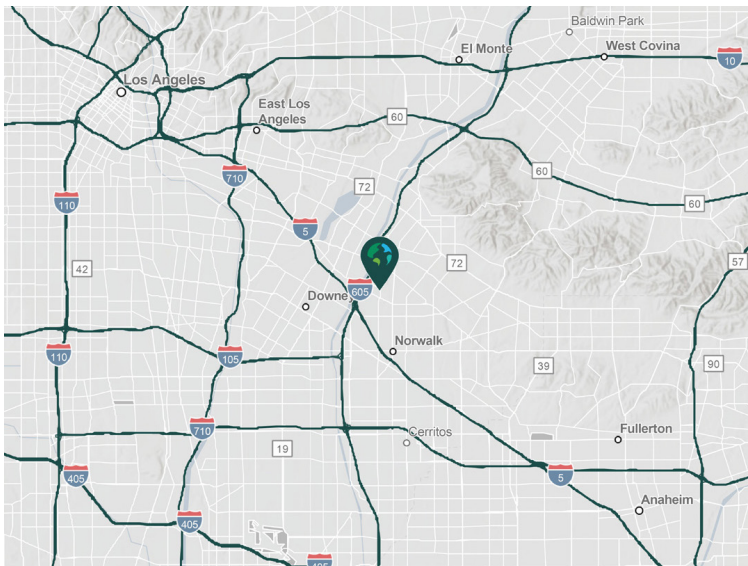 Baldwin Park
El Monte
West Covina
10
Los Angeles
East Los
Angeles
60
60
710
72
110
60
5
42
72
57
605
Downey
Norwalk
110
105
39
90
710
Fullerton
Cerritos
19
405
5
Anaheim
405
405